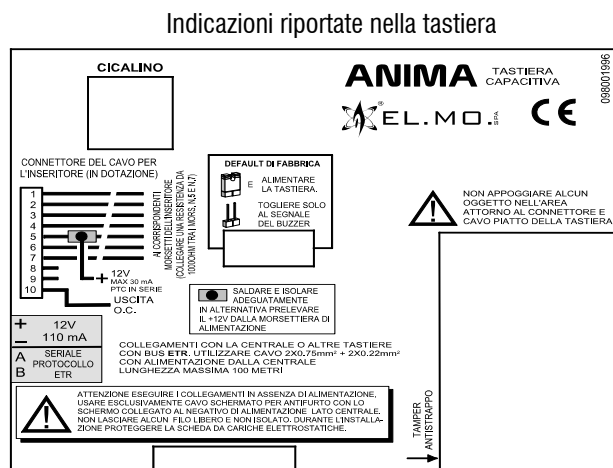 Indicazioni riportate nella tastiera
CICALINO
ANIMA TASTIERA
CAPACITIVA
098001996
EL.MO. SPA CE
CONNETTORE DEL CAVO PER
L'INSERITORE (IN DOTAZIONE)
1
2
3
4
5
6
7
8
9
10
AI CORRISPONDENTI
MORSETTI DELL'INSERITORE
(COLLEGARE UNA RESISTENZA DA
1000OHM TRA I MORS, N,5 E N,7)
+ 12V
MAX 30 mA
PTC IN SERIE
USCITA
O.C.
DEFAULT DI FABBRICA
E ALIMENTARE
LA TASTIERA.
TOGLIERE SOLO
AL SEGNALE
DEL BUZZER
NON APPOGGIARE ALCUN
OGGETTO NELL'AREA
ATTORNO AL CONNETTORE E
CAVO PIATTO DELLA TASTIERA
SALDARE E ISOLARE
ADEGUATAMENTE
IN ALTERNATIVA PRELEVARE
IL +12V DALLA MORSETTIERA DI
ALIMENTAZIONE
+ 12V
– 110 mA
A SERIALE
PROTOCOLLO
B ETR
COLLEGAMENTI CON LA CENTRALE O ALTRE TASTIERE
CON BUS ETR. UTILIZZARE CAVO 2X0.75mm² + 2X0.22mm²
CON ALIMENTAZIONE DALLA CENTRALE
LUNGHEZZA MASSIMA 100 METRI
ATTENZIONE ESEGUIRE I COLLEGAMENTI IN ASSENZA DI ALIMENTAZIONE,
USARE ESCLUSIVAMENTE CAVO SCHERMATO PER ANTIFURTO CON LO
SCHERMO COLLEGATO AL NEGATIVO DI ALIMENTAZIONE LATO CENTRALE.
NON LASCIARE ALCUN FILO LIBERO E NON ISOLATO. DURANTE L'INSTALLA-
ZIONE PROTEGGERE LA SCHEDA DA CARICHE ELETTROSTATICHE.
TAMPER
ANTISTRAPPO